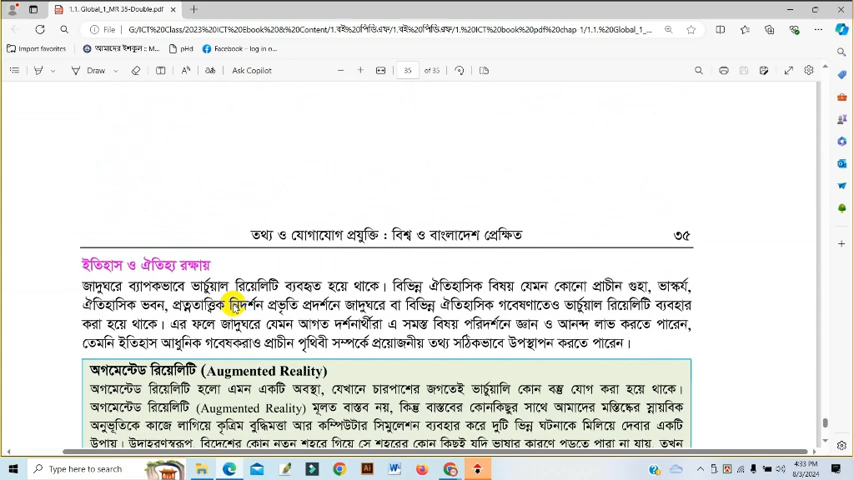 1.1. Global_1_MR 35-Double.pdf
File
G:/ICT%20Class/2023%20ICT%20Ebook%20&%20Content/1.বই%20পিডিএফ/1.বই%20পিডিএফ/1.%20ICT%20book%20pdf%20chap 1/1.1.%20Global_1_...
Import favorites
আমাদের ইশকুল : M...
pHd
Facebook – log in o...
Draw
Ask Copilot
35 of 35
তথ্য ও যোগাযোগ প্রযুক্তি : বিশ্ব ও বাংলাদেশ প্রেক্ষিত ৩৫
ইতিহাস ও ঐতিহ্য রক্ষায়
জাদুঘরে ব্যাপকভাবে ভার্চুয়াল রিয়েলিটি ব্যবহৃত হয়ে থাকে। বিভিন্ন ঐতিহাসিক বিষয় যেমন কোনো প্রাচীন গুহা, ভাস্কর্য,
ঐতিহাসিক ভবন, প্রত্নতাত্ত্বিক নিদর্শন প্রভৃতি প্রদর্শনে জাদুঘরে বা বিভিন্ন ঐতিহাসিক গবেষণাতেও ভার্চুয়াল রিয়েলিটি ব্যবহার
করা হয়ে থাকে। এর ফলে জাদুঘরে যেমন আগত দর্শনার্থীরা এ সমস্ত বিষয় পরিদর্শনে জ্ঞান ও আনন্দ লাভ করতে পারেন,
তেমনি ইতিহাস আধুনিক গবেষকরাও প্রাচীন পৃথিবী সম্পর্কে প্রয়োজনীয় তথ্য সঠিকভাবে উপস্থাপন করতে পারেন।
অগমেন্টেড রিয়েলিটি (Augmented Reality)
অগমেন্টেড রিয়েলিটি হলো এমন একটি অবস্থা, যেখানে চারপাশের জগতেই ভার্চুয়ালি কোন বস্তু যোগ করা হয়ে থাকে।
অগমেন্টেড রিয়েলিটি (Augmented Reality) মূলত বাস্তব নয়, কিন্তু বাস্তবের কোনকিছুর সাথে আমাদের মস্তিষ্কের স্নায়বিক
অনুভূতিকে কাজে লাগিয়ে কৃত্রিম বুদ্ধিমত্তা আর কম্পিউটার সিমুলেশন ব্যবহার করে দুটি ভিন্ন ঘটনাকে মিলিয়ে দেবার একটি
উপায়। উদাহরণস্বরূপ, বিদেশের কোন নতুন শহরে গিয়ে সে শহরের কোন কিছুই যদি ভাষার কারণে পড়তে পারা না যায়, তখন
Type here to search
4:33 PM
8/3/2024